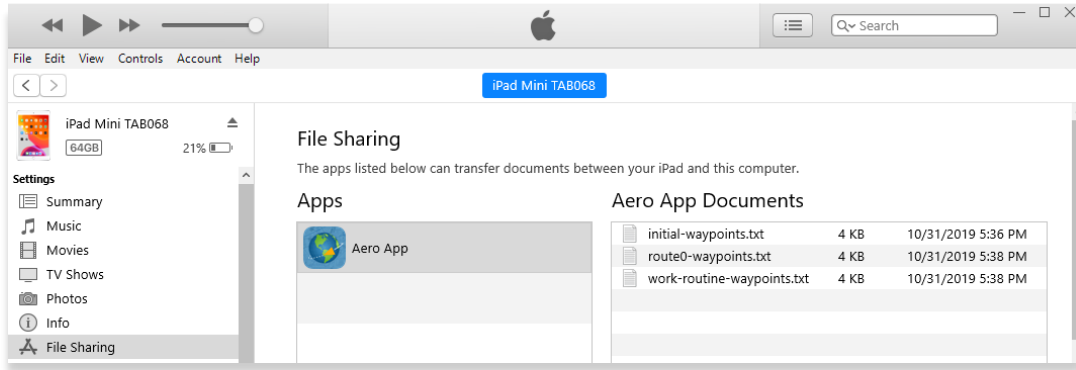 Search
File Edit View Controls Account Help
iPad Mini TAB068
iPad Mini TAB068
64GB 21%
Settings
Summary
Music
Movies
TV Shows
Photos
Info
File Sharing
File Sharing
The apps listed below can transfer documents between your iPad and this computer.
Apps
Aero App
Aero App Documents
initial-waypoints.txt 4 KB 10/31/2019 5:36 PM
route0-waypoints.txt 4 KB 10/31/2019 5:38 PM
work-routine-waypoints.txt 4 KB 10/31/2019 5:38 PM